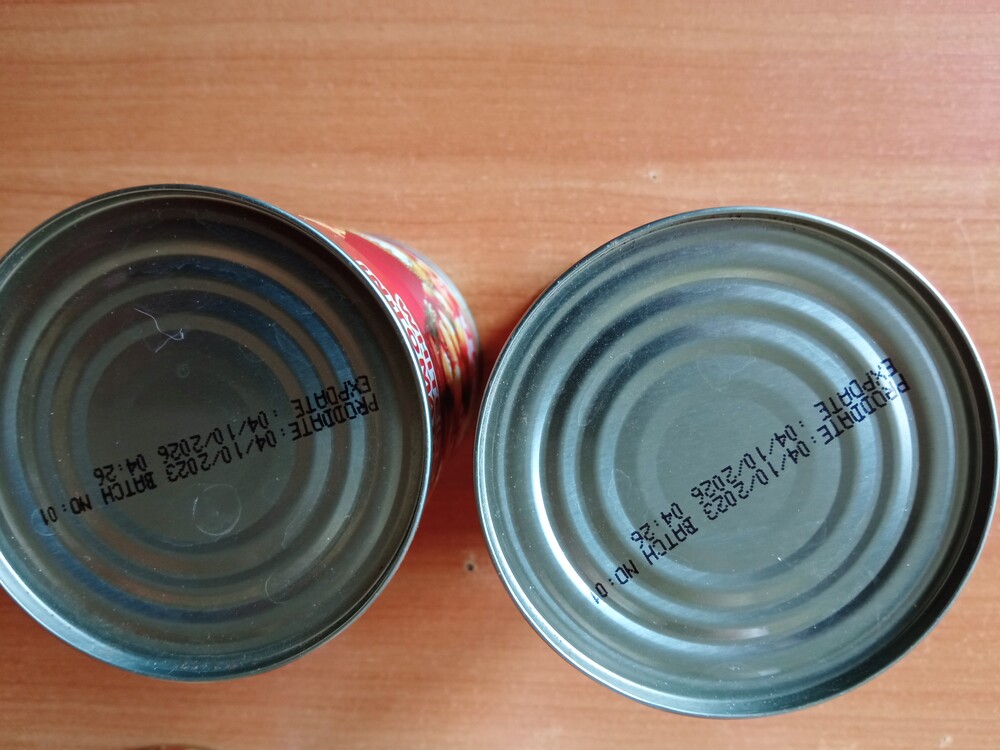 PRODDATE : 04/10/2023 BATCH NO:01
EXPDATE : 04/10/2026 04:26
PRODDATE : 04/10/2023 BATCH NO:01
EXPDATE : 04/10/2026 04:26